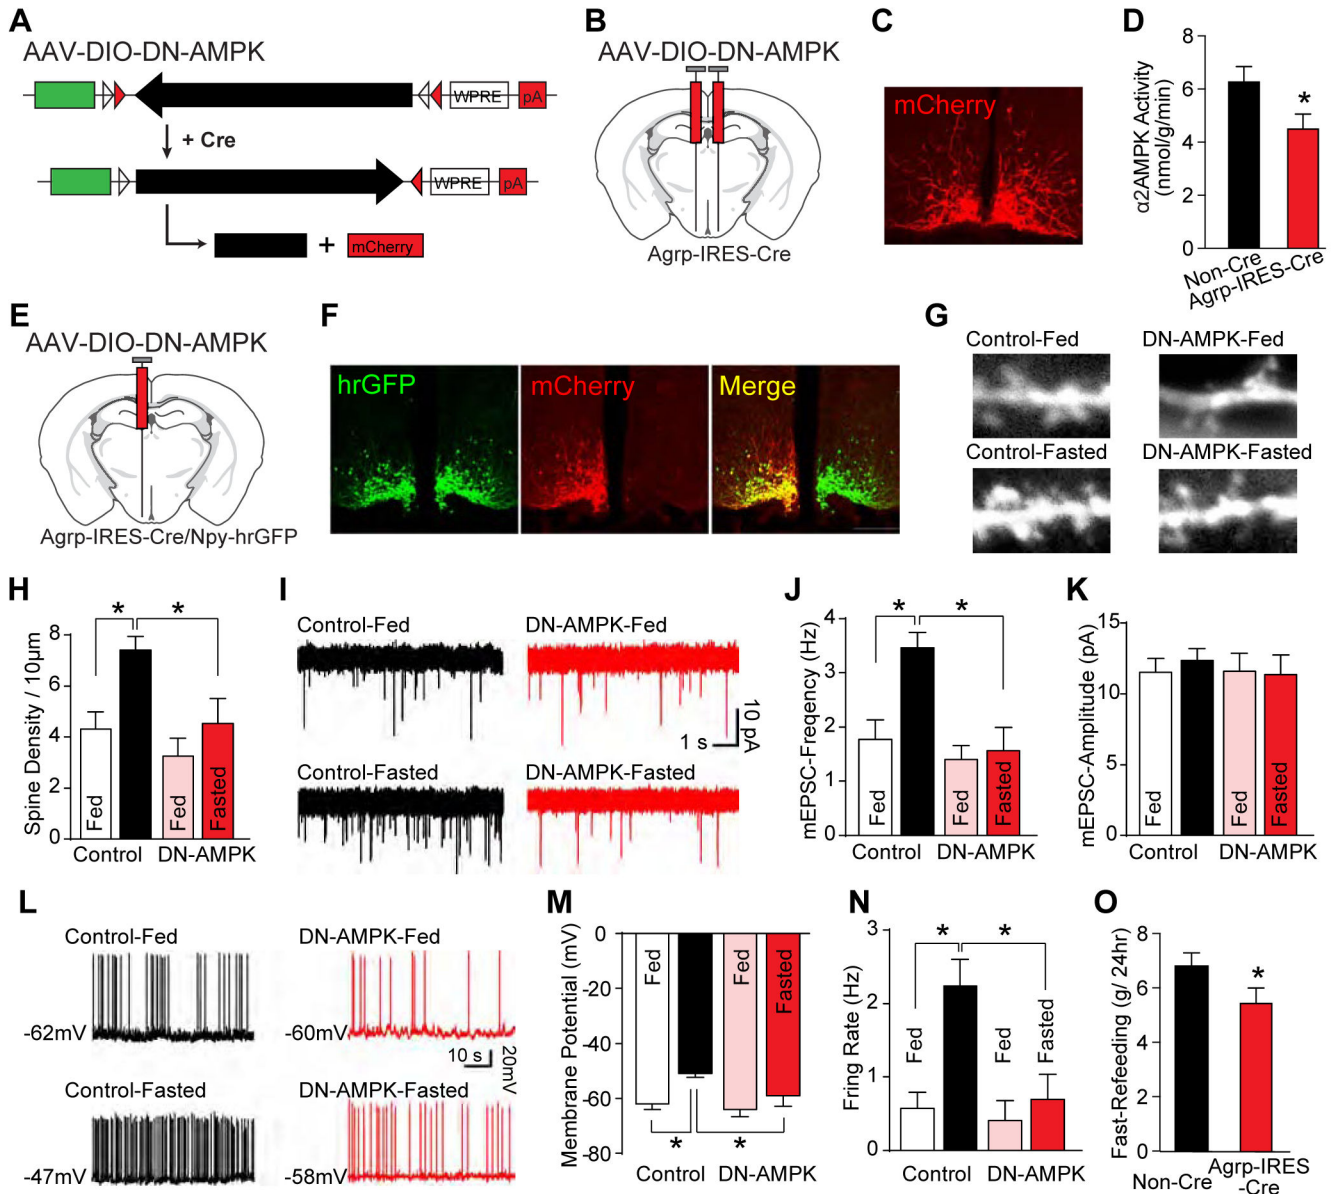 A
AAV-DIO-DN-AMPK
WPRE
pA
+ Cre
WPRE
pA
+
mCherry
B
AAV-DIO-DN-AMPK
Agrp-IRES-Cre
C
mCherry
D
α2AMPK Activity
(nmol/g/min)
8
6
4
2
0
*
Non-Cre
Agrp-IRES-Cre
E
AAV-DIO-DN-AMPK
Agrp-IRES-Cre/Npy-hrGFP
F
hrGFP
mCherry
Merge
G
Control-Fed
DN-AMPK-Fed
Control-Fasted
DN-AMPK-Fasted
H
Spine Density / 10µm
8
6
4
2
0
*
*
Fed
Fed
Fasted
Control
DN-AMPK
I
Control-Fed
DN-AMPK-Fed
1 s
10 pA
Control-Fasted
DN-AMPK-Fasted
J
mEPSC-Freqency (Hz)
4
3
2
1
0
*
*
Fed
Fed
Fasted
Control
DN-AMPK
K
mEPSC-Amplitude (pA)
15
10
5
0
Fed
Fed
Fasted
Control
DN-AMPK
L
Control-Fed
DN-AMPK-Fed
-62mV
-60mV
10 s
20mV
Control-Fasted
DN-AMPK-Fasted
-47mV
-58mV
M
Membrane Potential (mV)
0
-20
-40
-60
-80
Fed
Fed
Fasted
*
*
Control
DN-AMPK
N
Firing Rate (Hz)
3
2
1
0
*
*
Fed
Fed
Fasted
Control
DN-AMPK
O
Fast-Refeeding (g/ 24hr)
8
6
4
2
0
*
Non-Cre
Agrp-IRES
-Cre